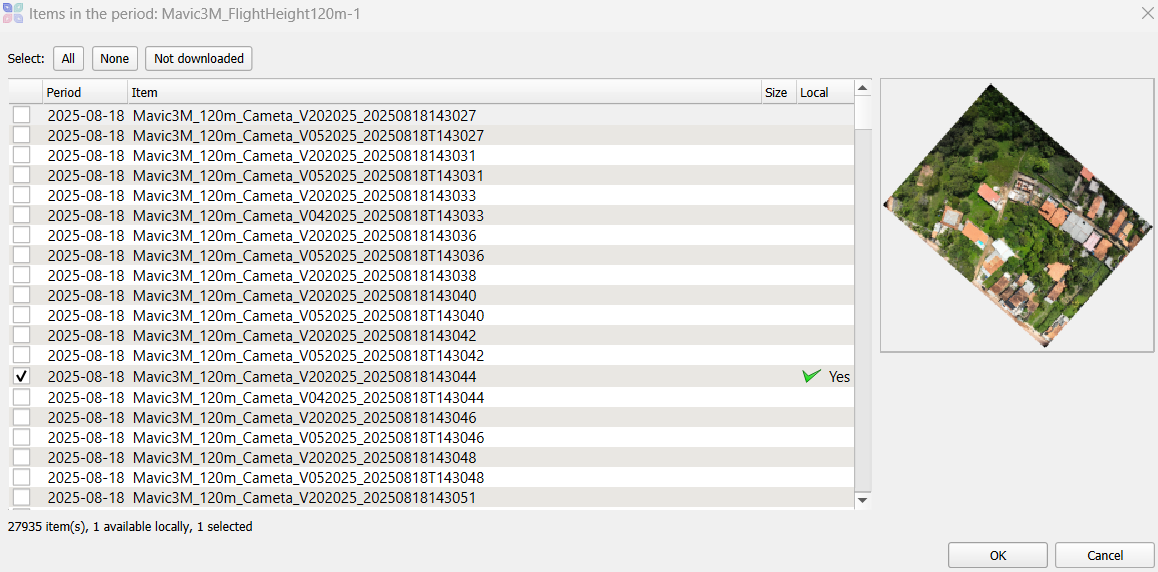 Items in the period: Mavic3M_FlightHeight120m-1
Select: All None Not downloaded
Period Item Size Local
2025-08-18 Mavic3M_120m_Cameta_V202025_20250818143027
2025-08-18 Mavic3M_120m_Cameta_V052025_20250818T143027
2025-08-18 Mavic3M_120m_Cameta_V202025_20250818143031
2025-08-18 Mavic3M_120m_Cameta_V052025_20250818T143031
2025-08-18 Mavic3M_120m_Cameta_V202025_20250818143033
2025-08-18 Mavic3M_120m_Cameta_V042025_20250818T143033
2025-08-18 Mavic3M_120m_Cameta_V202025_20250818143036
2025-08-18 Mavic3M_120m_Cameta_V052025_20250818T143036
2025-08-18 Mavic3M_120m_Cameta_V202025_20250818143038
2025-08-18 Mavic3M_120m_Cameta_V202025_20250818143040
2025-08-18 Mavic3M_120m_Cameta_V052025_20250818T143040
2025-08-18 Mavic3M_120m_Cameta_V202025_20250818143042
2025-08-18 Mavic3M_120m_Cameta_V052025_20250818T143042
2025-08-18 Mavic3M_120m_Cameta_V202025_20250818143044 Yes
2025-08-18 Mavic3M_120m_Cameta_V042025_20250818T143044
2025-08-18 Mavic3M_120m_Cameta_V202025_20250818143046
2025-08-18 Mavic3M_120m_Cameta_V052025_20250818T143046
2025-08-18 Mavic3M_120m_Cameta_V202025_20250818143048
2025-08-18 Mavic3M_120m_Cameta_V052025_20250818T143048
2025-08-18 Mavic3M_120m_Cameta_V202025_20250818143051
27935 item(s), 1 available locally, 1 selected
OK Cancel